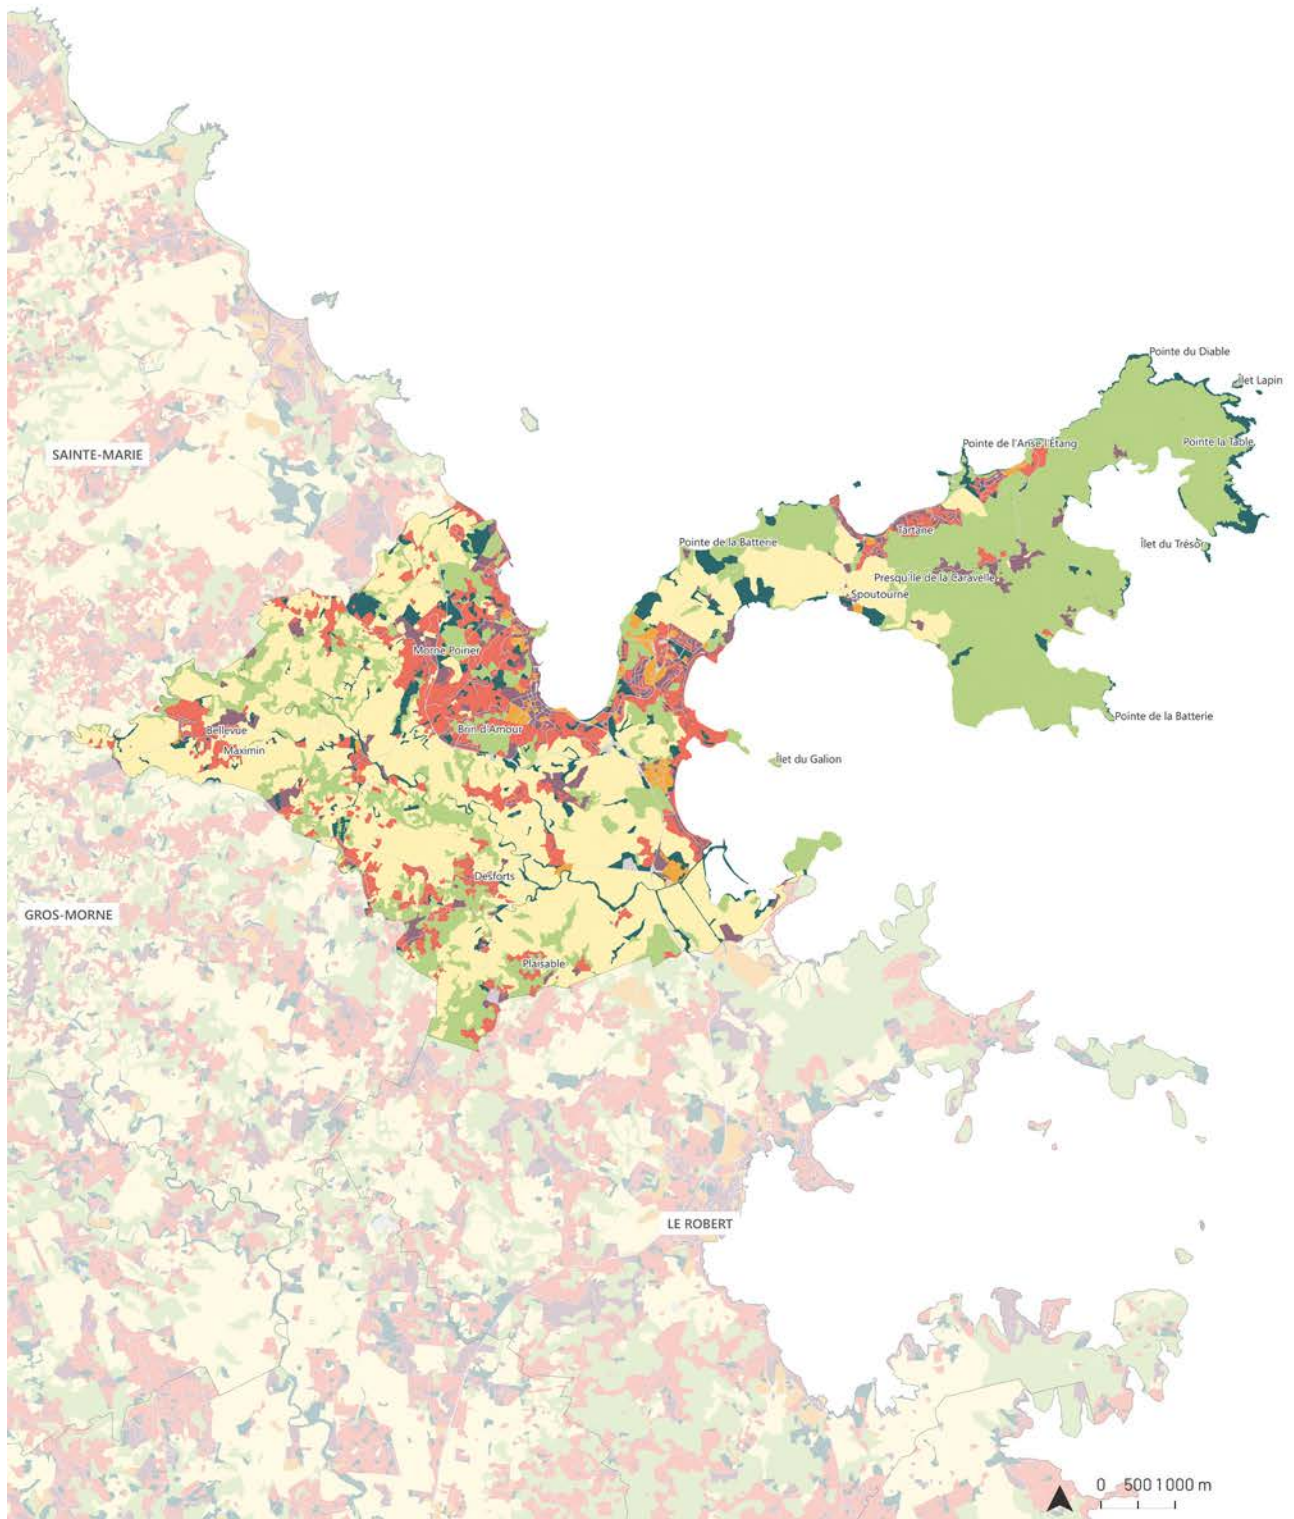 Pointe du Diable
Îlet Lapin
Pointe de l'Anse l'Étang
Pointe la Table
SAINTE-MARIE
Tartane
Pointe de la Batterie
Îlet du Trésor
Presqu'île de la Caravelle
Spoutourne
Morne Poirier
Pointe de la Batterie
Bellevue
Brin d'Amour
Maximin
Îlet du Galion
Desforts
GROS-MORNE
Plaisable
LE ROBERT
0 500 1000 m